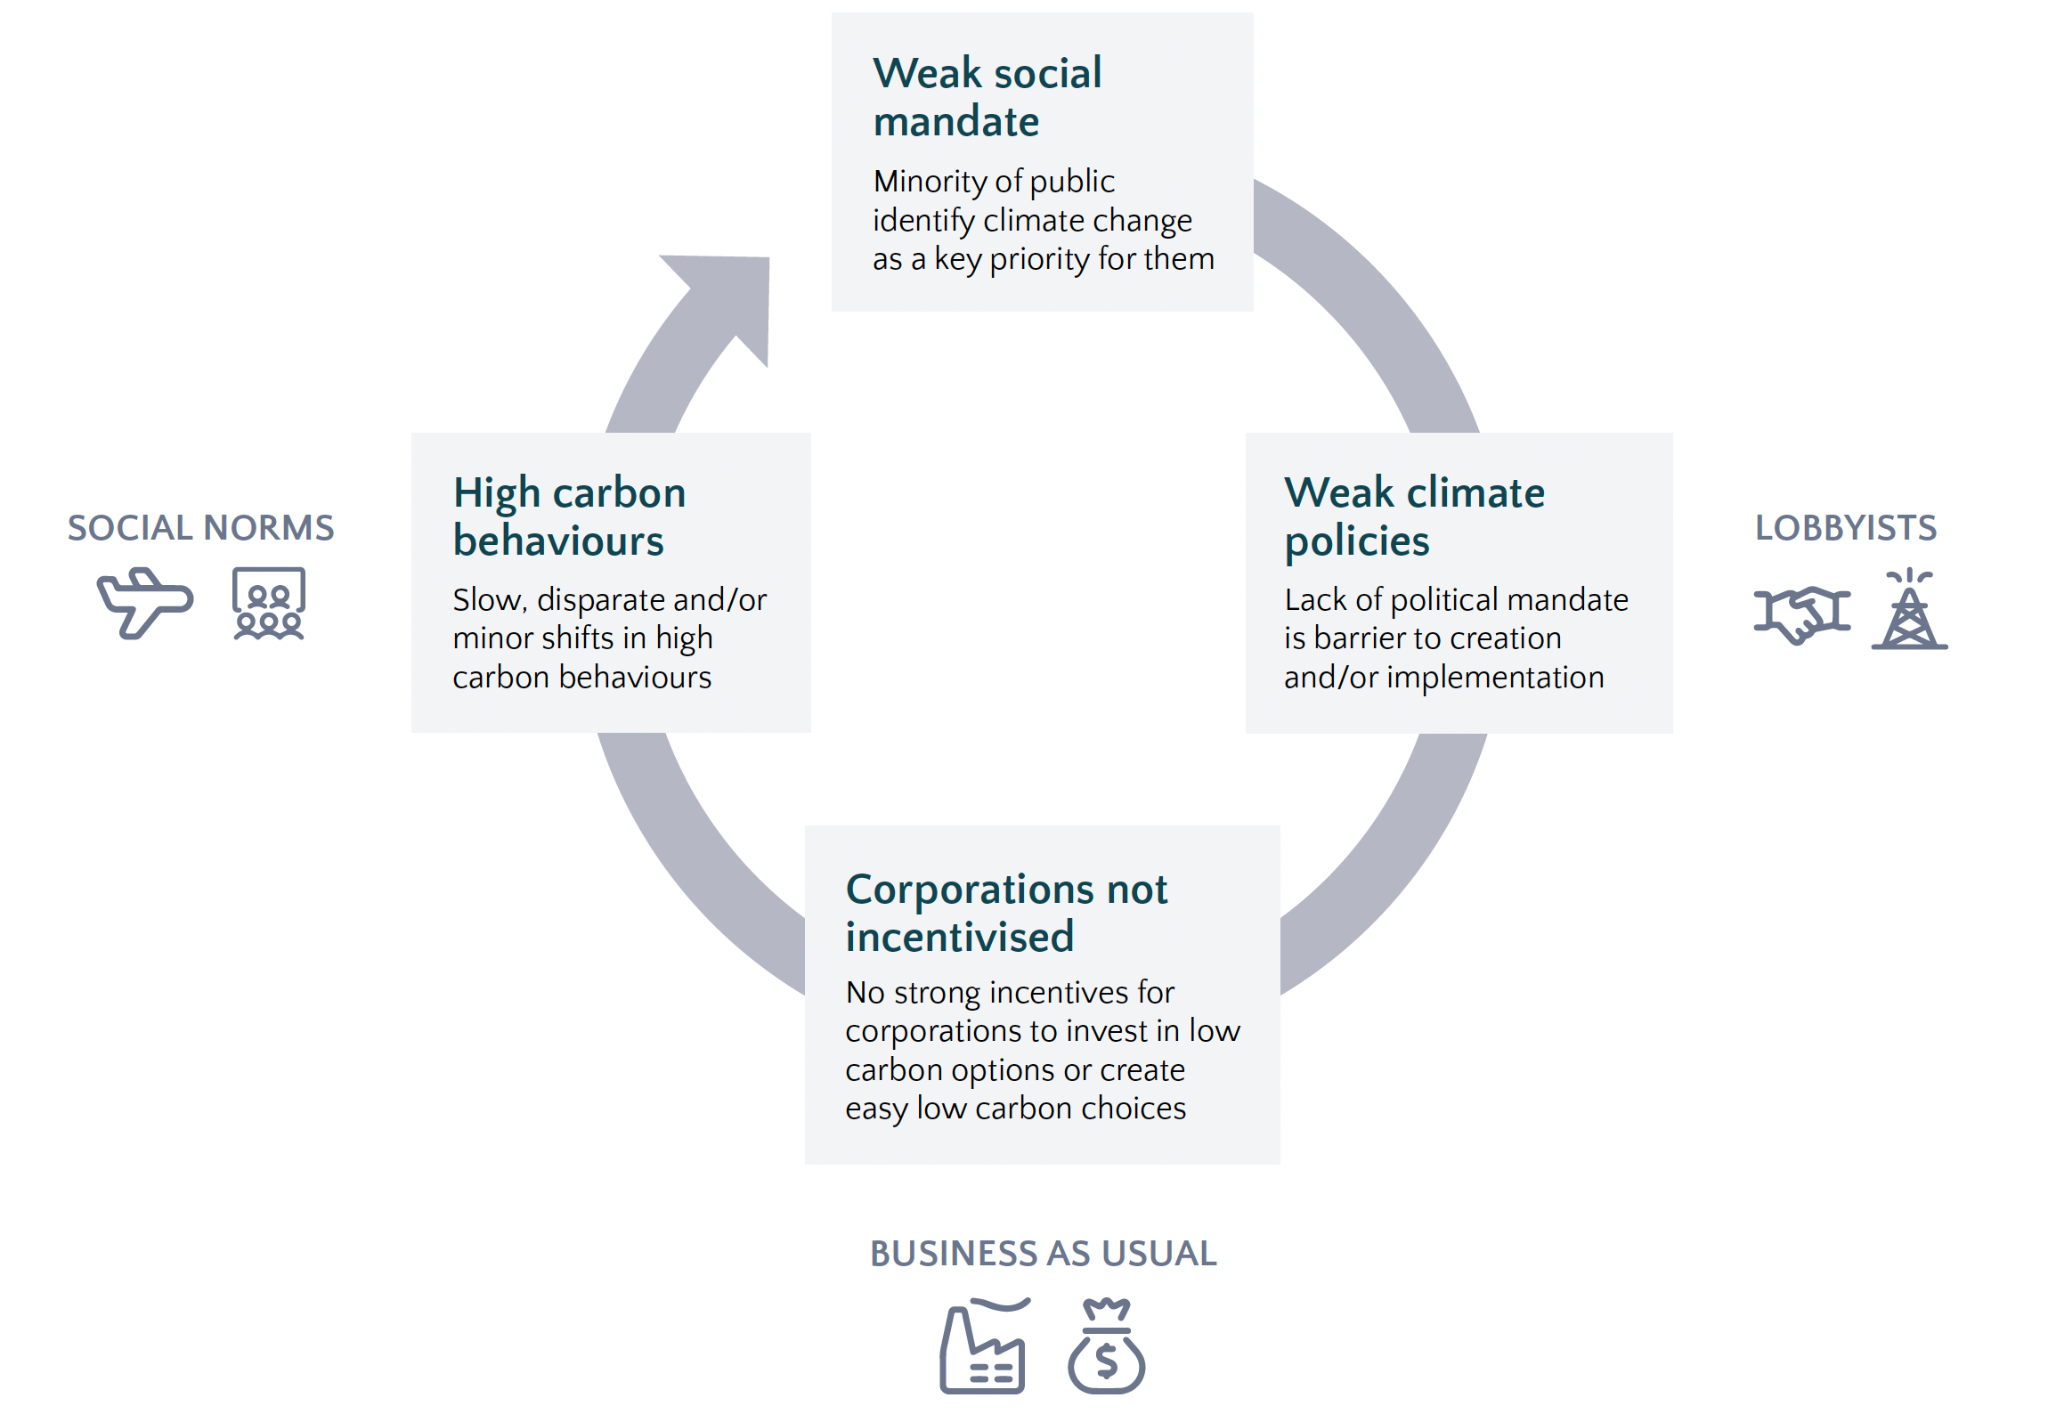 Weak social
mandate
Minority of public
identify climate change
as a key priority for them
High carbon
behaviours
Slow, disparate and/or
minor shifts in high
carbon behaviours
SOCIAL NORMS
Weak climate
policies
Lack of political mandate
is barrier to creation
and/or implementation
LOBBYISTS
Corporations not
incentivised
No strong incentives for
corporations to invest in low
carbon options or create
easy low carbon choices
BUSINESS AS USUAL
$